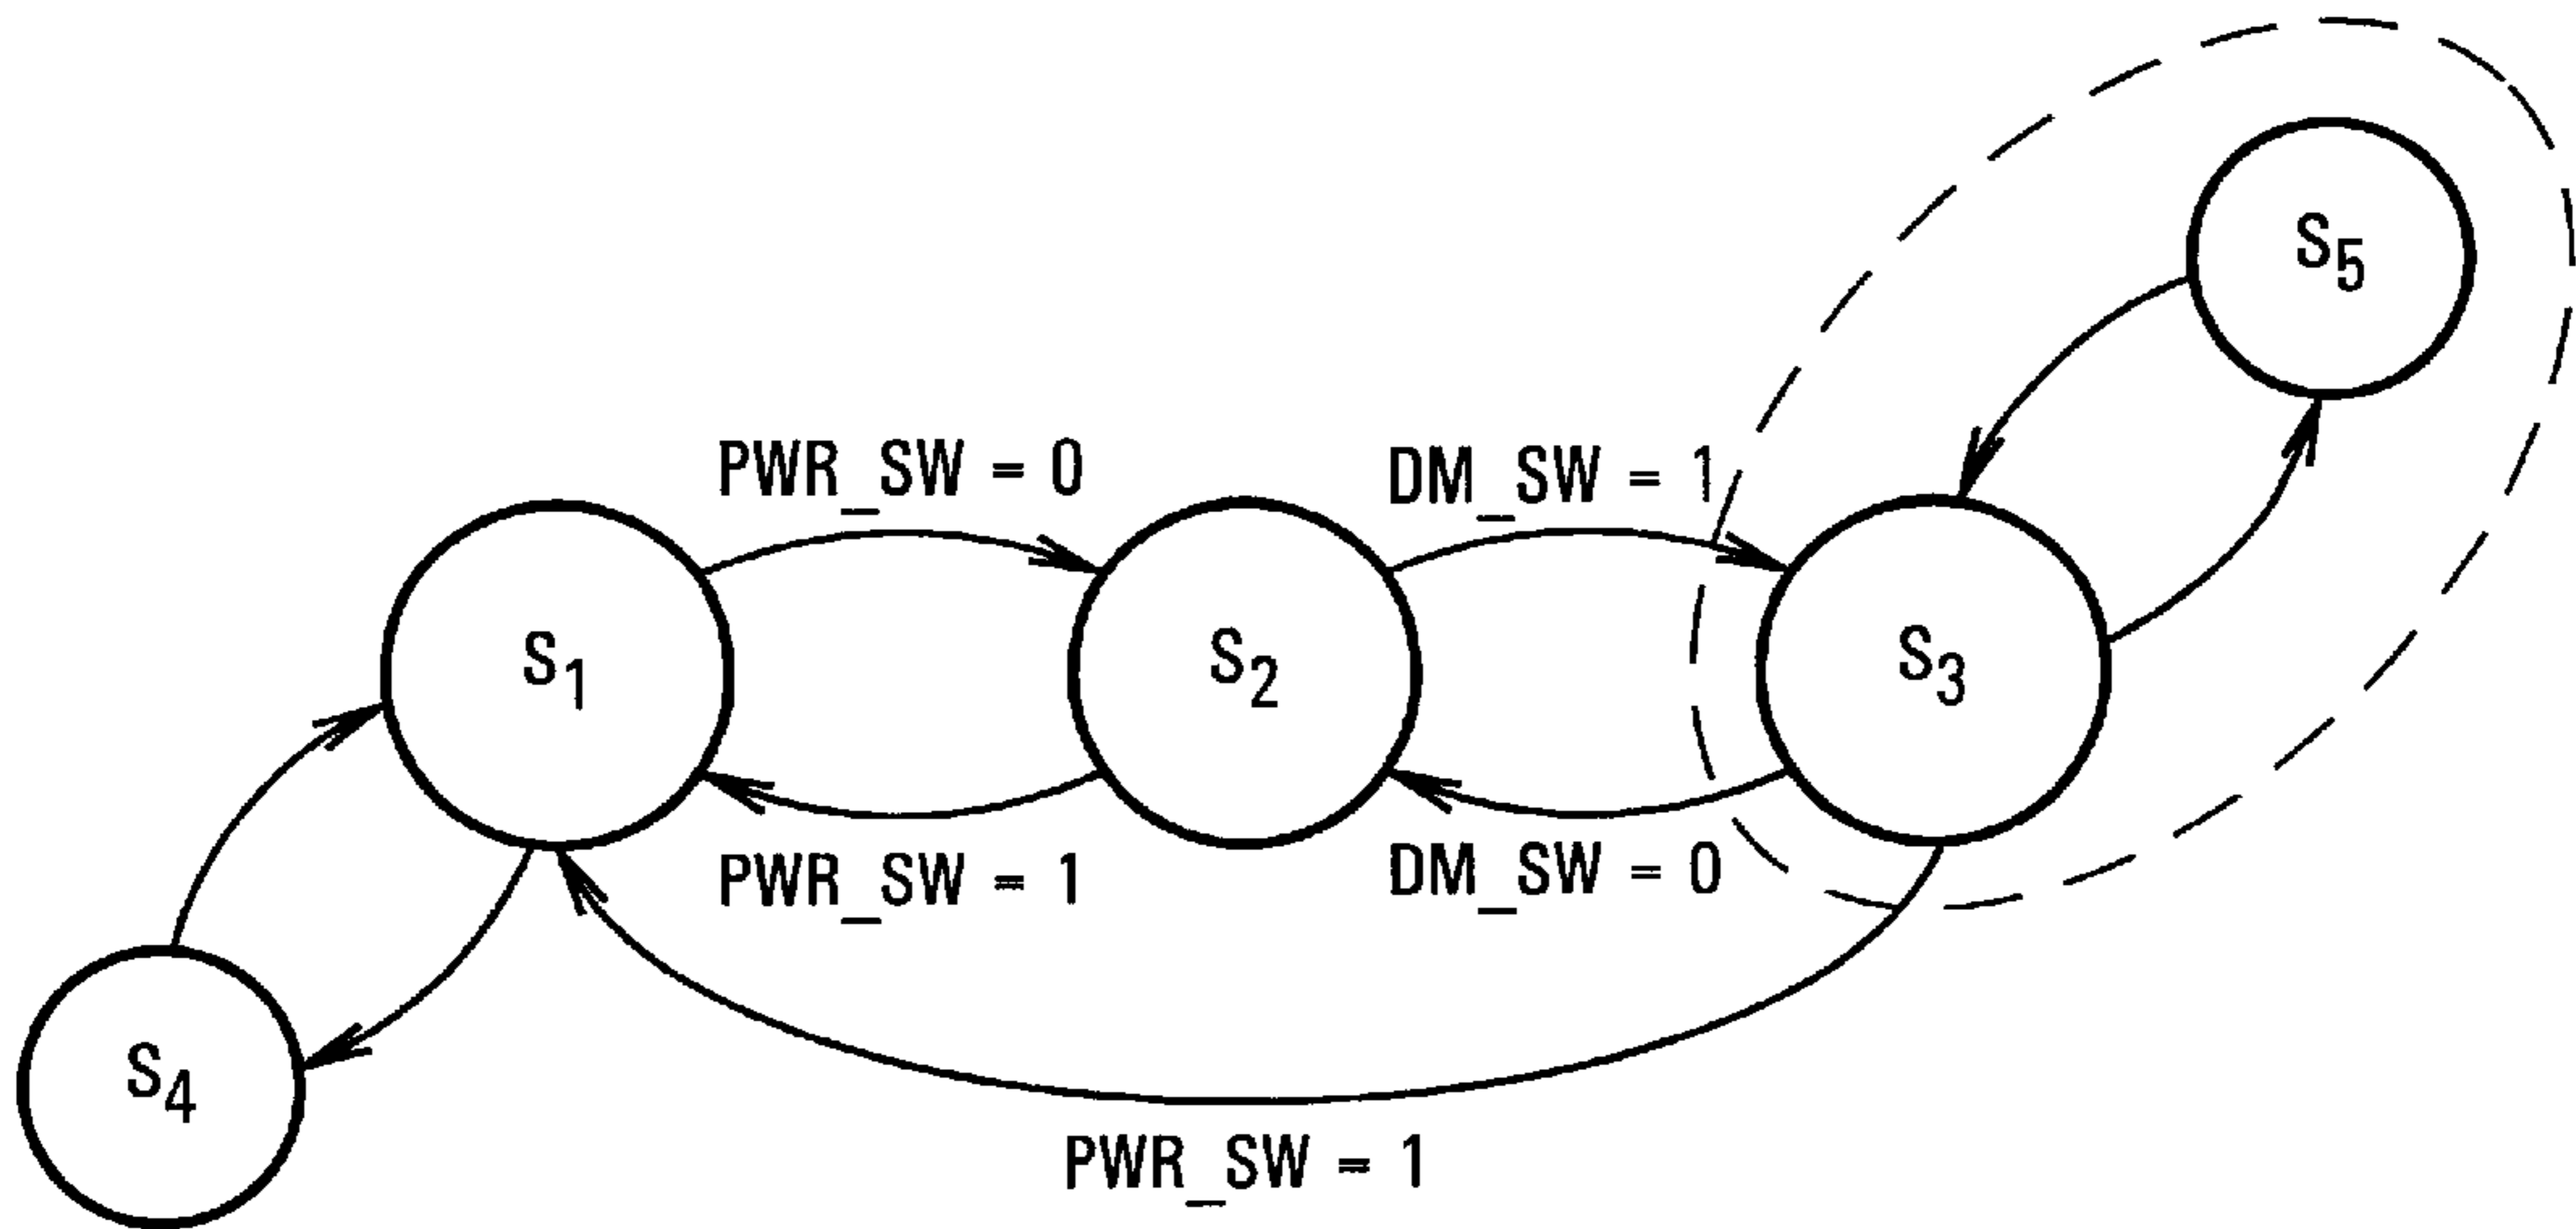 S5
PWR_SW = 0
DM_SW = 1
S1
S2
S3
PWR_SW = 1
DM_SW = 0
S4
PWR_SW = 1